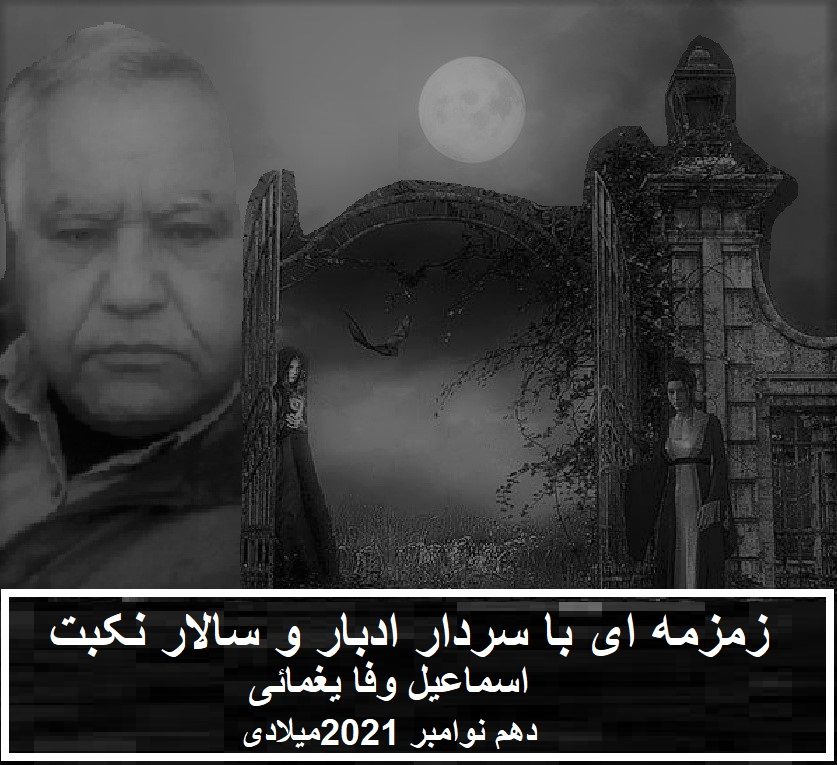 زمزمه ای با سردار ادبار و سالار نکبت
اسماعیل وفا یغمائی
دهم نوامبر 2021میلادی